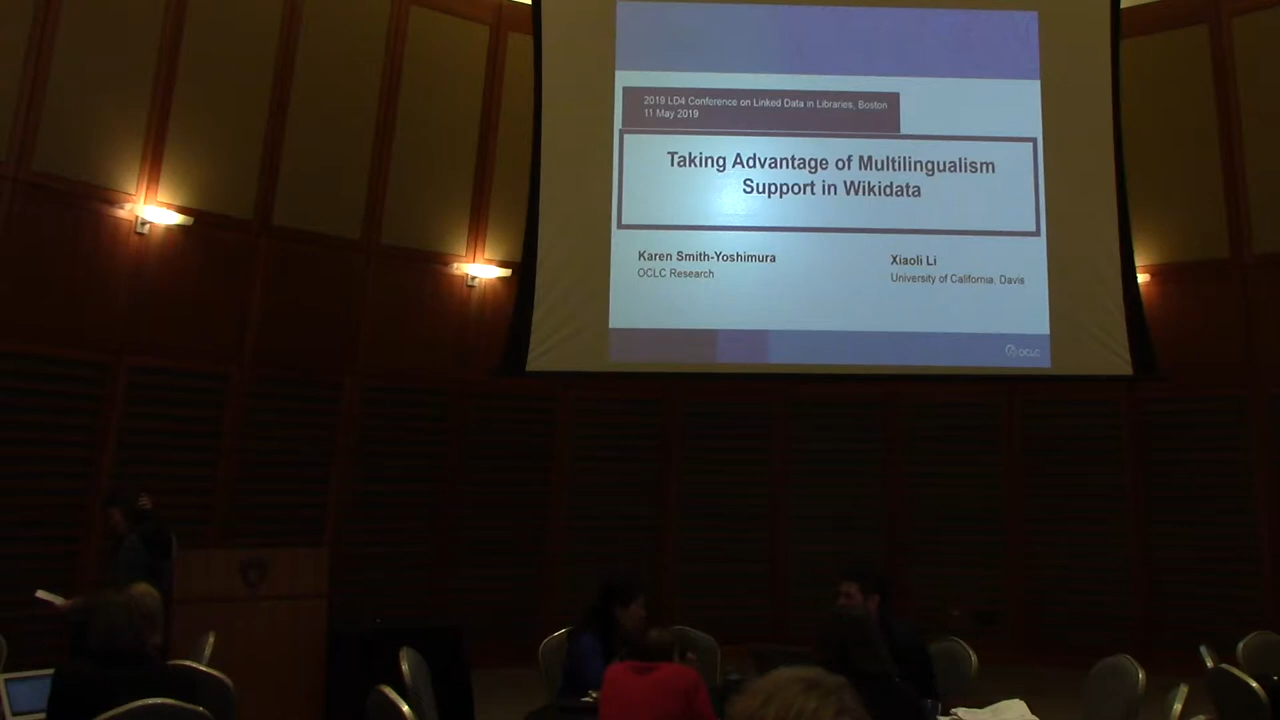 2019 LD4 Conference on Linked Data in Libraries, Boston
11 May 2019
Taking Advantage of Multilingualism
Support in Wikidata
Karen Smith-Yoshimura
OCLC Research
Xiaoli Li
University of California, Davis
OCLC